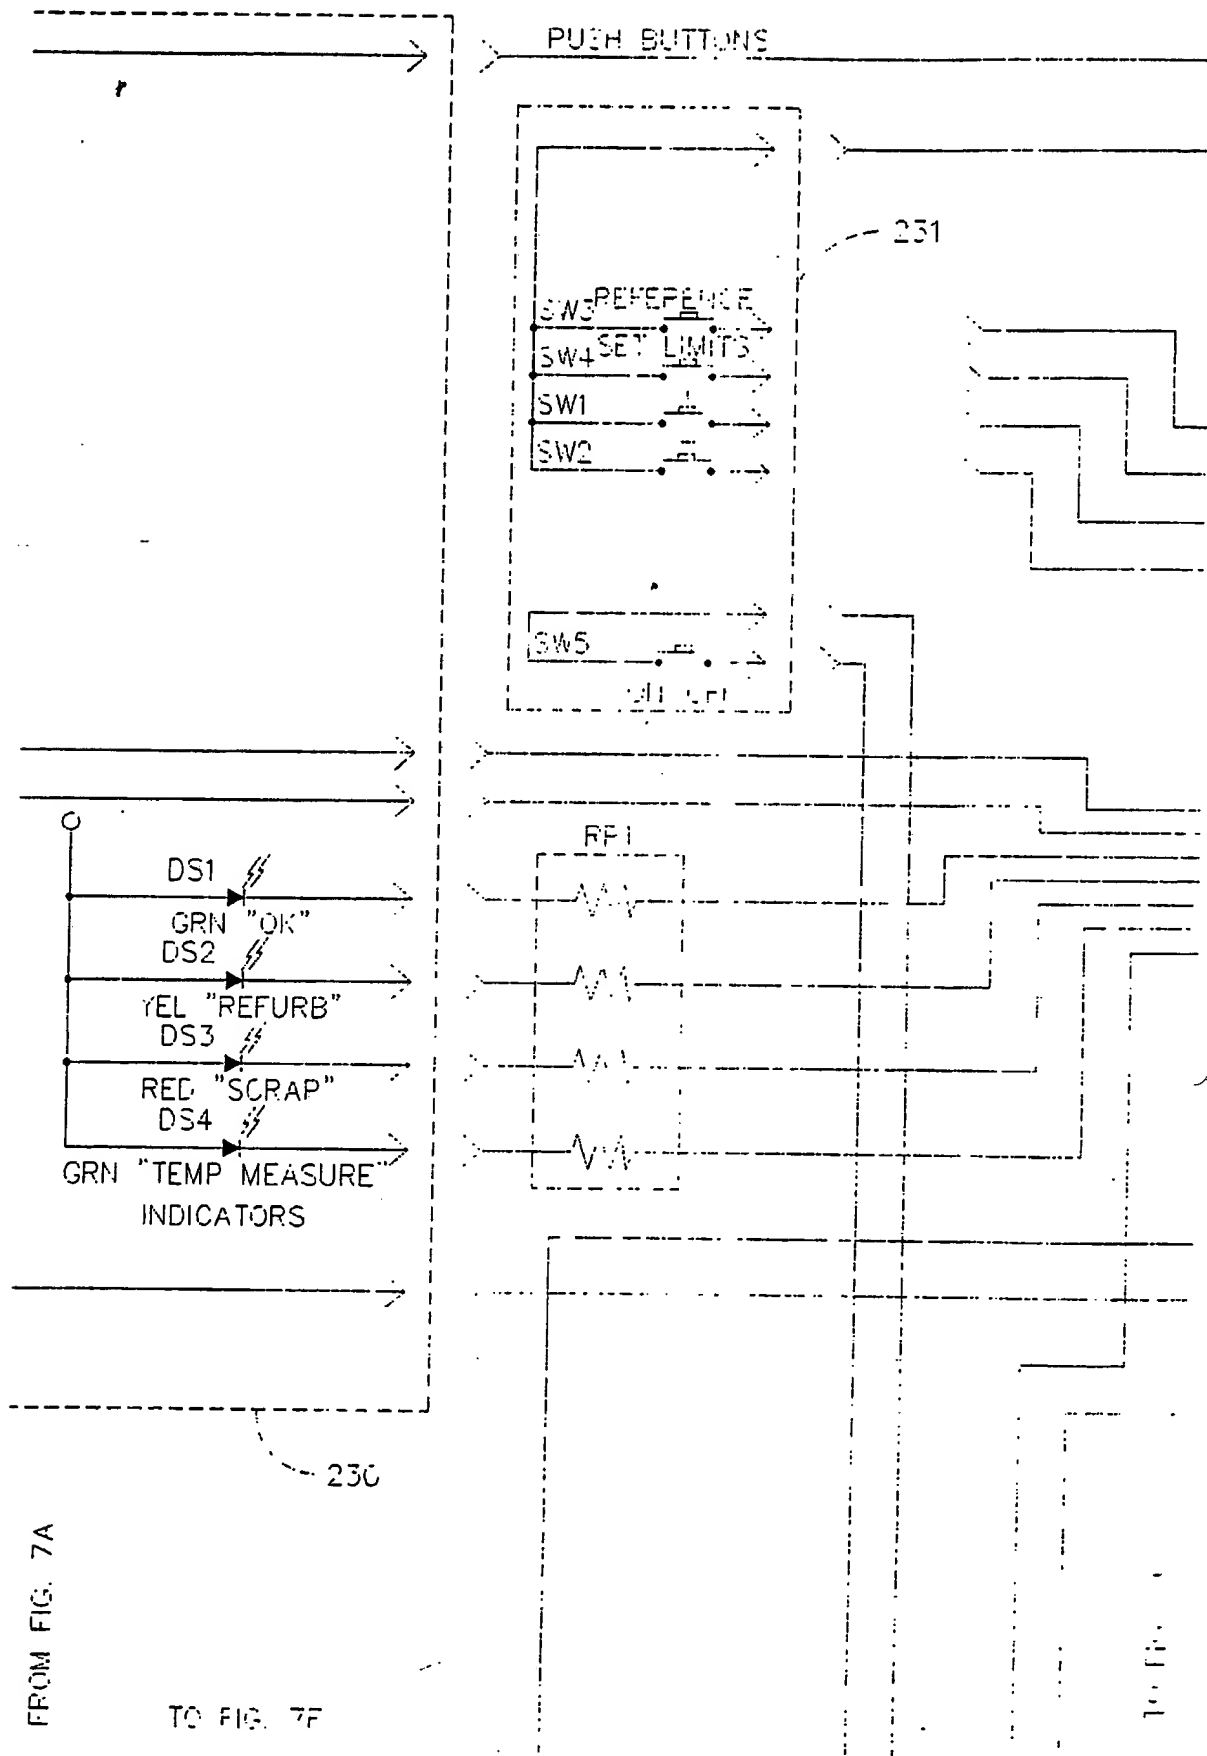 PUSH BUTTONS
231
SW3 REFERENCE
SW4 SET LIMITS
SW1
SW2
SW5
RP1
DS1
GRN "OK"
DS2
YEL "REFURB"
DS3
RED "SCRAP"
DS4
GRN "TEMP MEASURE"
INDICATORS
230
FROM FIG. 7A
TO FIG. 7F